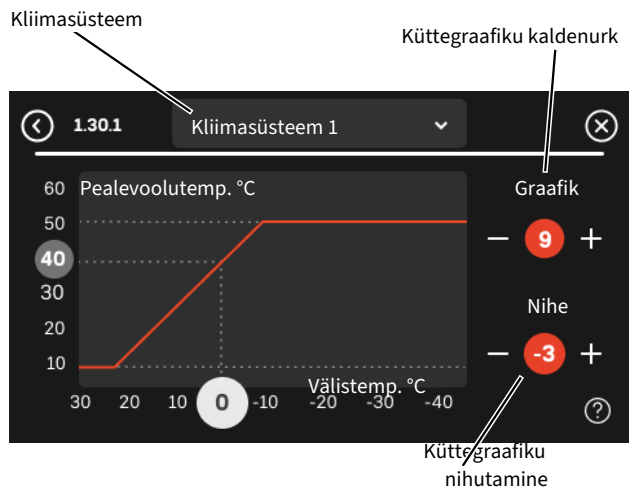 Kliimasüsteem
Küttegraafiku kaldenurk
1.30.1
Kliimasüsteem 1
60 Pealevoolutemp. °C
50
40
30
20
10
Graafik
− 9 +
Nihe
− -3 +
Välistemp. °C
30 20 10 0 -10 -20 -30 -40
?
Küttegraafiku
nihutamine